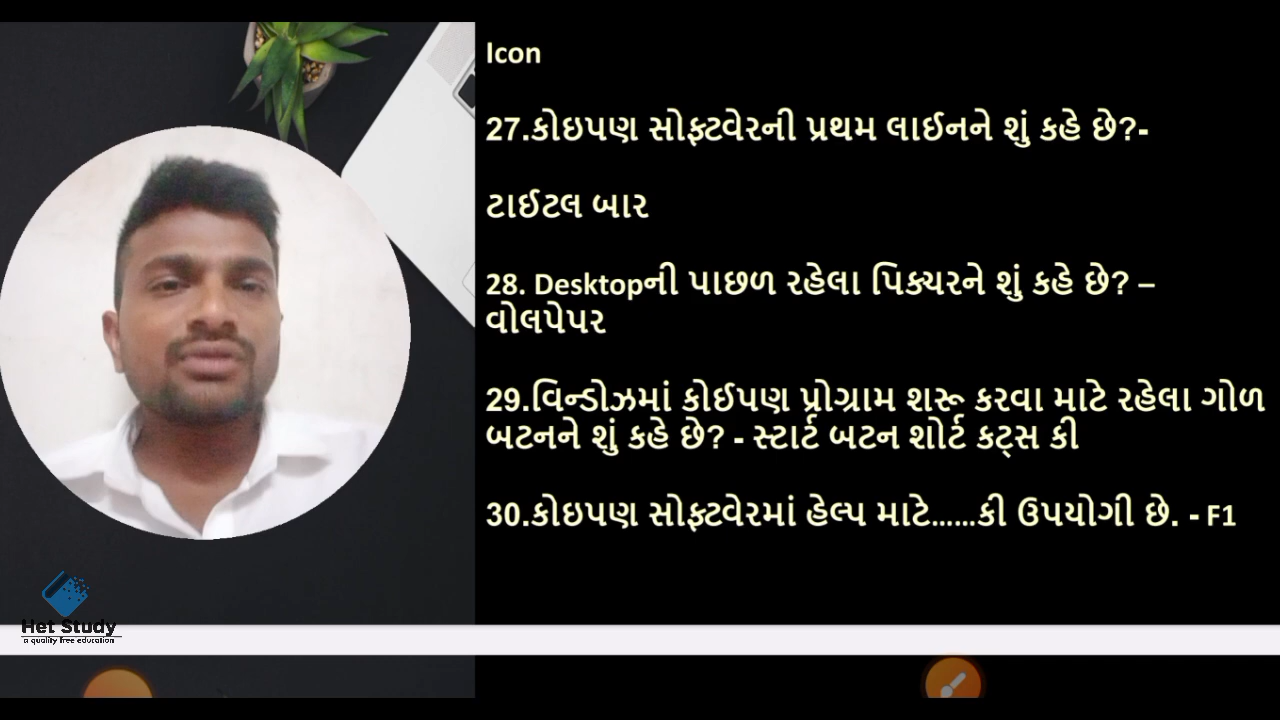 Icon
27.કોઇપણ સોફ્ટવેરની પ્રથમ લાઈનને શું કહે છે?-
ટાઈટલ બાર
28. Desktopની પાછળ રહેલા પિક્ચરને શું કહે છે? –
વોલપેપર
29.વિન્ડોઝમાં કોઈપણ પ્રોગ્રામ શરૂ કરવા માટે રહેલા ગોળ
બટનને શું કહે છે? - સ્ટાર્ટ બટન શોર્ટ કટ્સ કી
30.કોઇપણ સોફ્ટવેરમાં હેલ્પ માટે......કી ઉપયોગી છે. - F1
Het Study
a quality free education